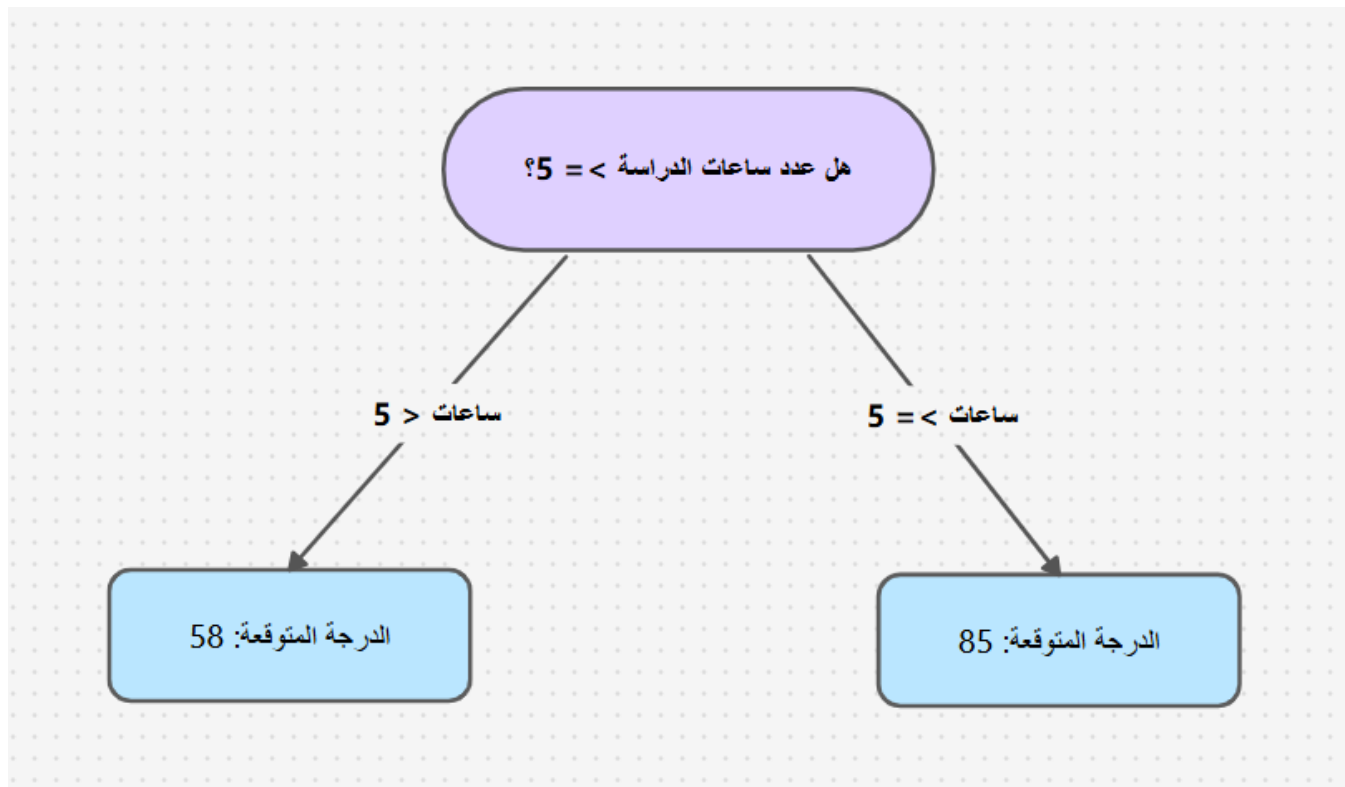 هل عدد ساعات الدراسة > = 5؟
ساعات > = 5
ساعات < 5
الدرجة المتوقعة: 85
الدرجة المتوقعة: 58